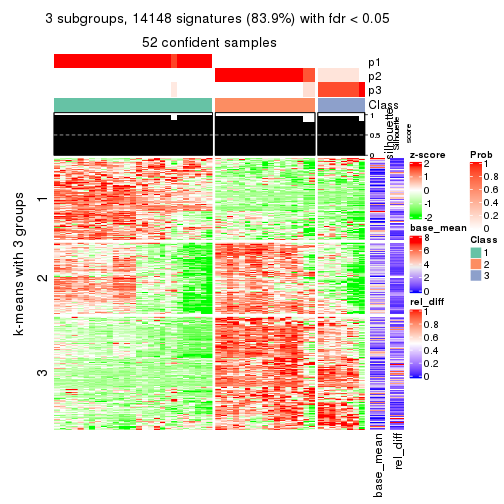 3 subgroups, 14148 signatures (83.9%) with fdr < 0.05
52 confident samples
p1
p2
p3
Class
1
0.5
0
silhouette
Silhouette
score
k-means with 3 groups
1
2
3
base_mean
rel_diff
z-score
2
1
0
-1
-2
base_mean
8
6
4
2
0
rel_diff
1
0.8
0.6
0.4
0.2
0
Prob
1
0.8
0.6
0.4
0.2
0
Class
1
2
3